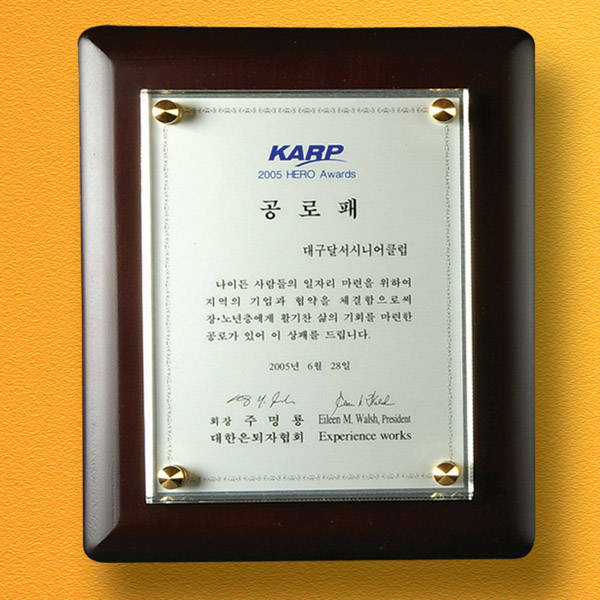 KARP
2005 HERO Awards
공 로 패
대구달서시니어클럽
나이든 사람들의 일자리 마련을 위하여
지역의 기업과 협약을 체결함으로써
장·노년층에게 활기찬 삶의 기회를 마련한
공로가 있어 이 상패를 드립니다.
2005년 6월 28일
회장 주 명 룡 Eileen M. Walsh, President
대한은퇴자협회 Experience works